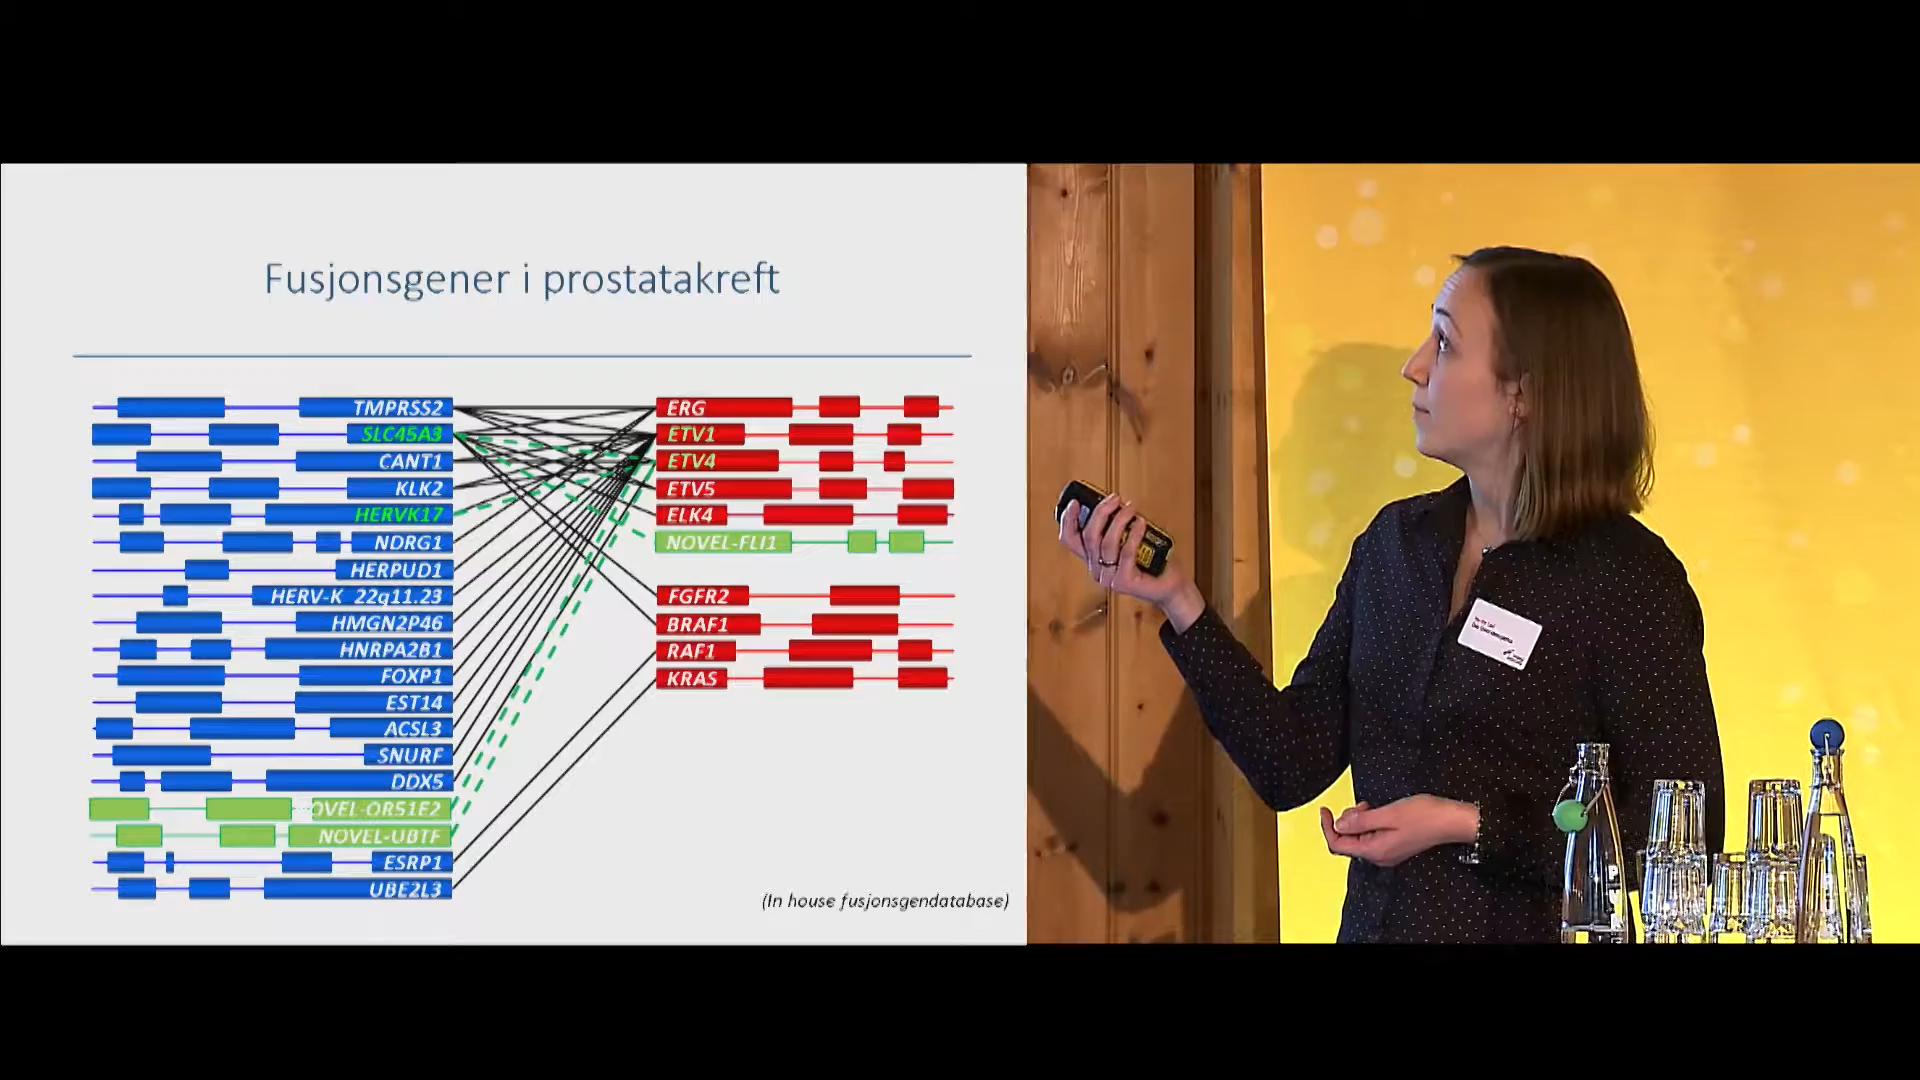 Fusjonsgener i prostatakreft
TMPRSS2
SLC45A3
CANT1
KLK2
HERVK17
NDRG1
HERPUD1
HERV-K 22q11.23
HMGN2P46
HNRPA2B1
FOXP1
EST14
ACSL3
SNURF
DDX5
OVEL-OR51E2
NOVEL-UBTF
ESRP1
UBE2L3
ERG
ETV1
ETV4
ETV5
ELK4
NOVEL-FLI1
FGFR2
BRAF1
RAF1
KRAS
(In house fusjonsgendatabase)